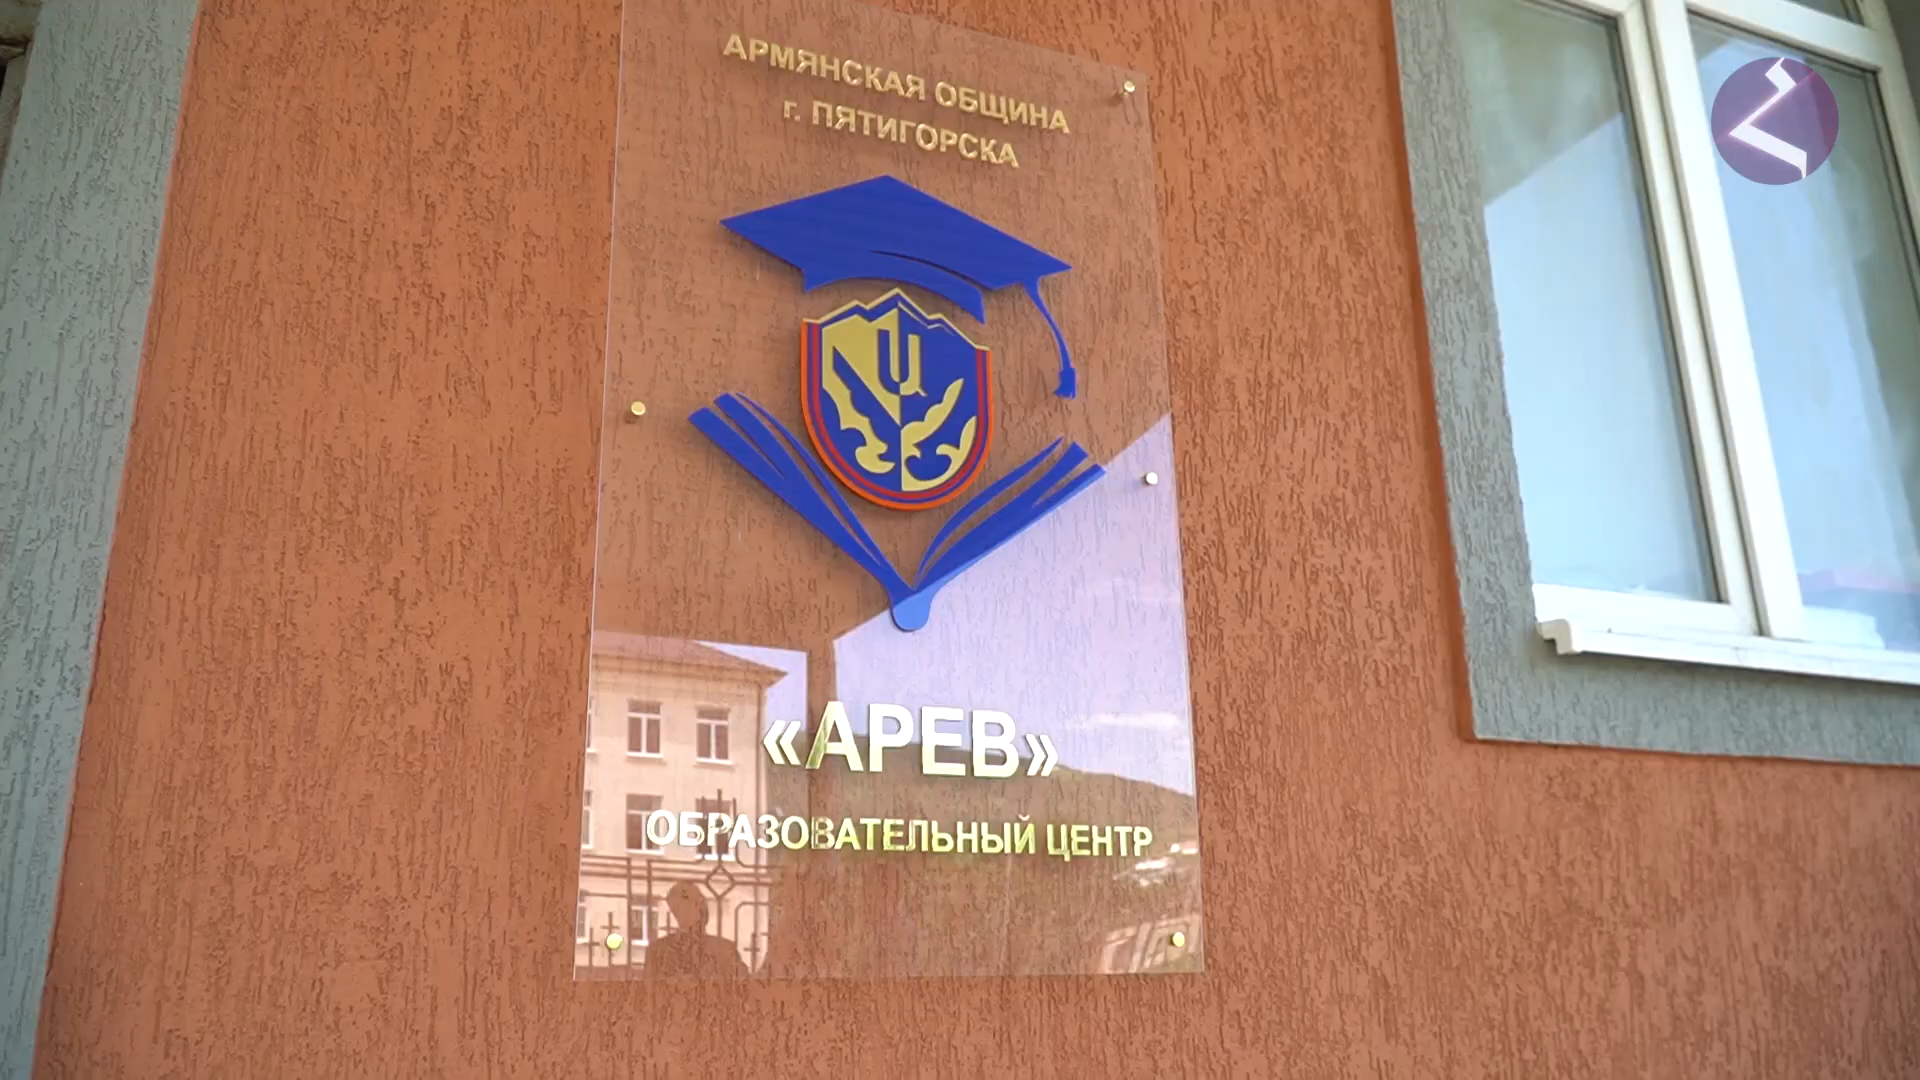 АРМЯНСКАЯ ОБЩИНА
г. ПЯТИГОРСКА
Ա
«АРЕВ»
ОБРАЗОВАТЕЛЬНЫЙ ЦЕНТР